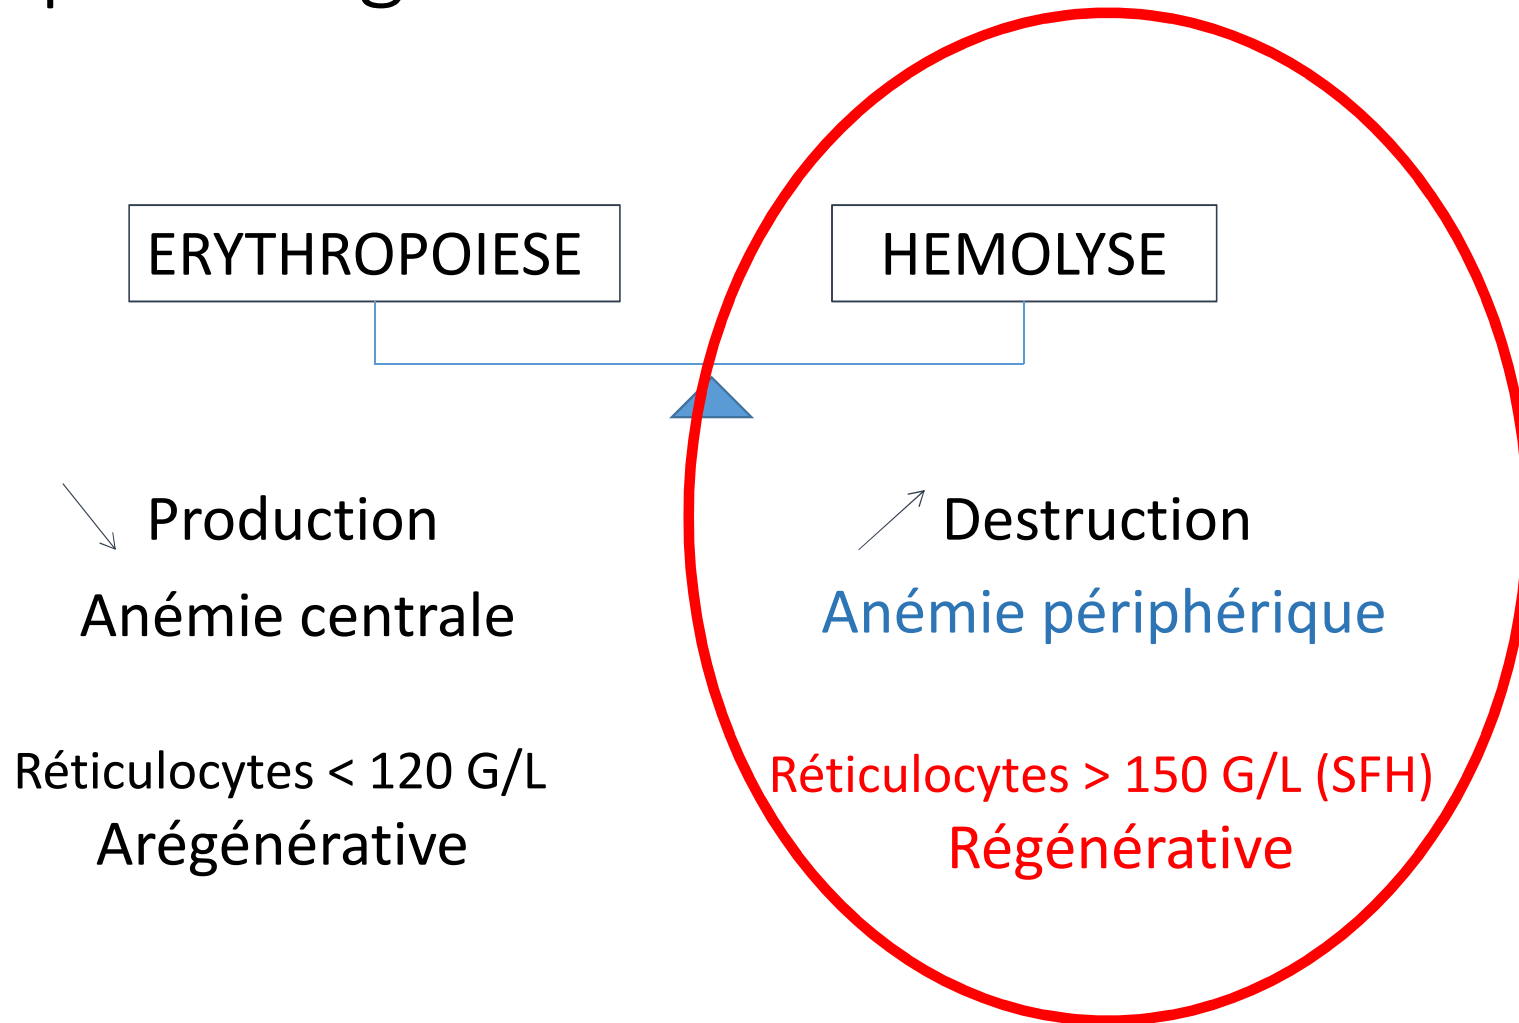 ERYTHROPOIESE
HEMOLYSE
Production
Destruction
Anémie centrale
Anémie périphérique
Réticulocytes < 120 G/L
Réticulocytes > 150 G/L (SFH)
Arégénérative
Régénérative